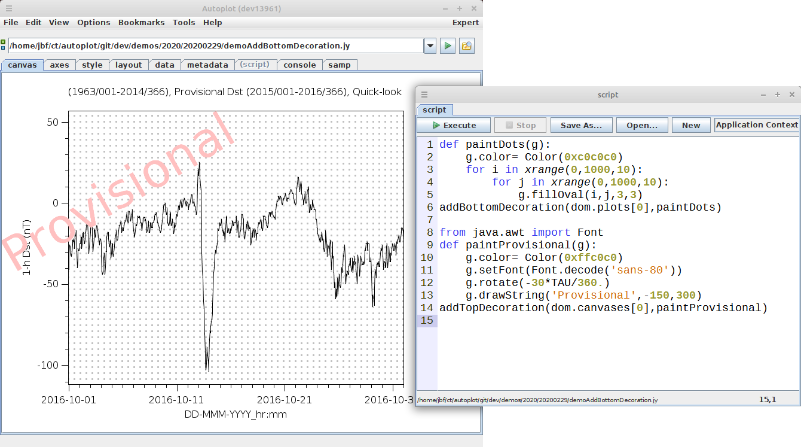 Autoplot (dev13961)
File Edit View Options Bookmarks Tools Help Expert
/home/jbf/ct/autoplot/git/dev/demos/2020/20200229/demoAddBottomDecoration.jy
canvas axes style layout data metadata (script) console samp
(1963/001-2014/366), Provisional Dst (2015/001-2016/366), Quick-look
Provisional
1-h Dst (nT)
50
0
-50
-100
2016-10-01 2016-10-11 2016-10-21 2016-10-3
DD-MMM-YYYY_hr:mm
script
script
Execute Stop Save As... Open... New Application Context
1 def paintDots(g):
2 g.color= Color(0xc0c0c0)
3 for i in xrange(0,1000,10):
4 for j in xrange(0,1000,10):
5 g.fillOval(i,j,3,3)
6 addBottomDecoration(dom.plots[0],paintDots)
7
8 from java.awt import Font
9 def paintProvisional(g):
10 g.color= Color(0xffc0c0)
11 g.setFont(Font.decode('sans-80'))
12 g.rotate(-30*TAU/360.)
13 g.drawString('Provisional',-150,300)
14 addTopDecoration(dom.canvases[0],paintProvisional)
15
/home/jbf/ct/autoplot/git/dev/demos/2020/20200229/demoAddBottomDecoration.jy 15,1